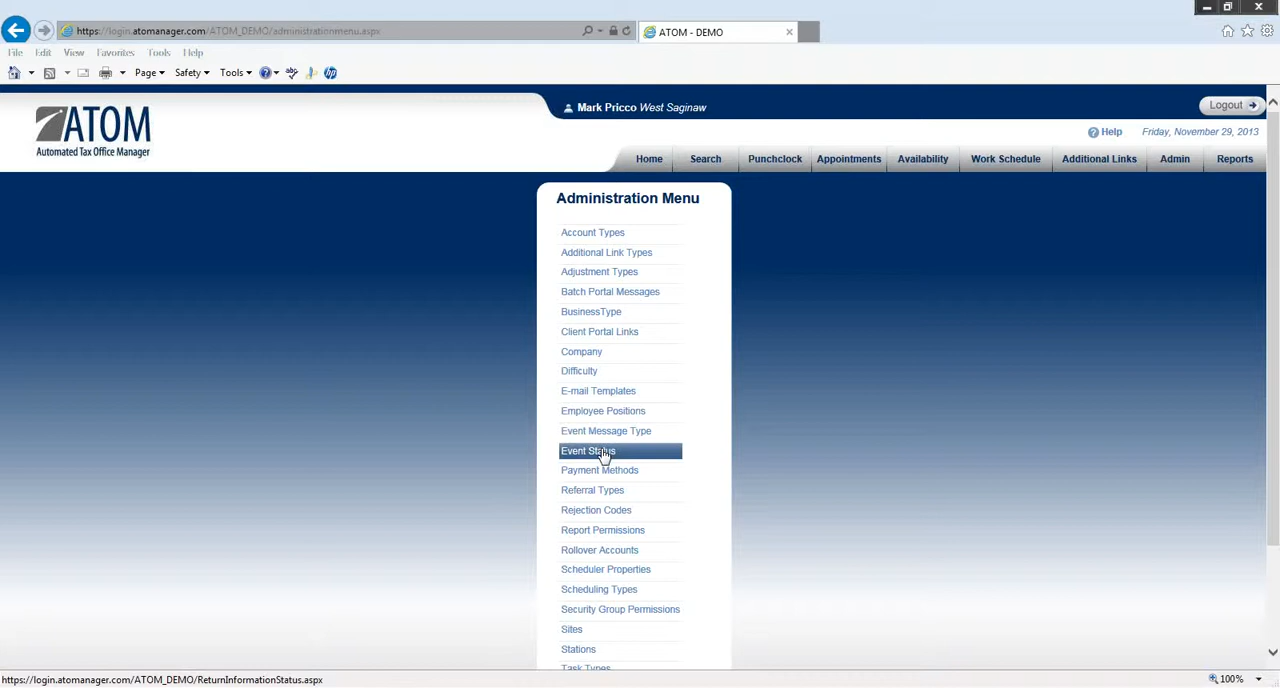 https://login.atomanager.com/ATOM_DEMO/administrationmenu.aspx
ATOM - DEMO
File Edit View Favorites Tools Help
Page Safety Tools
ATOM
Automated Tax Office Manager
Mark Pricco West Saginaw
Logout
Help Friday, November 29, 2013
Home Search Punchclock Appointments Availability Work Schedule Additional Links Admin Reports
Administration Menu
Account Types
Additional Link Types
Adjustment Types
Batch Portal Messages
BusinessType
Client Portal Links
Company
Difficulty
E-mail Templates
Employee Positions
Event Message Type
Event Status
Payment Methods
Referral Types
Rejection Codes
Report Permissions
Rollover Accounts
Scheduler Properties
Scheduling Types
Security Group Permissions
Sites
Stations
Task Types
https://login.atomanager.com/ATOM_DEMO/ReturnInformationStatus.aspx
100%